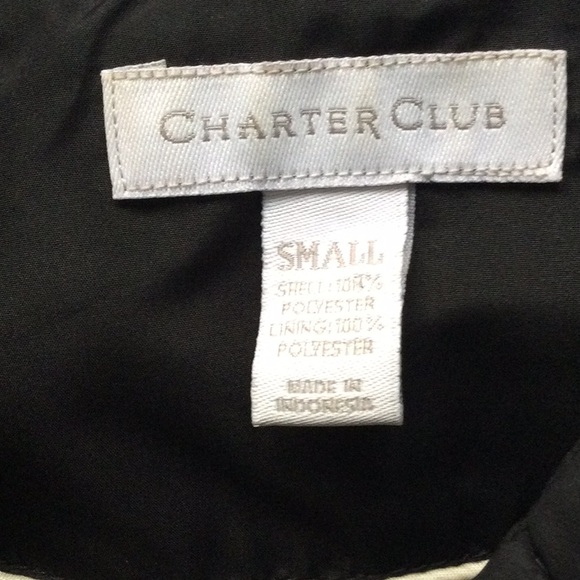 CHARTER CLUB
SMALL
SHELL: 100%
POLYESTER
LINING: 100%
POLYESTER
MADE IN
INDONESIA